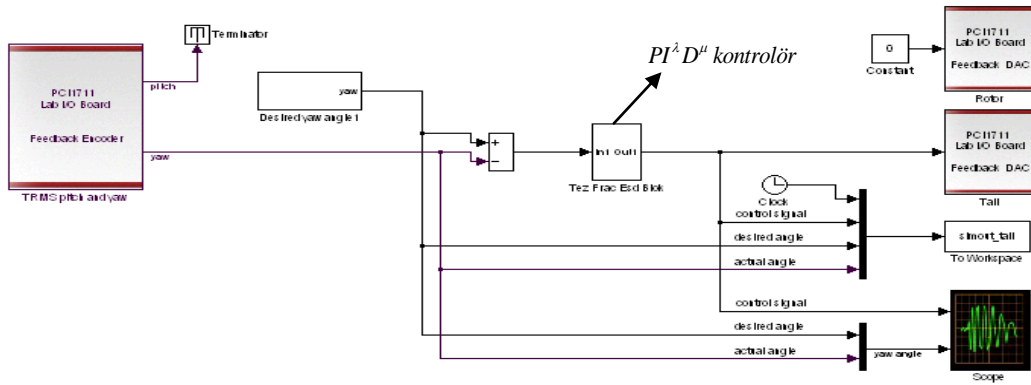 PCI1711
Lab I/O Board
Feedback Encoder
TRMS pitch and yaw
pitch
yaw
Terminator
yaw
Desired yaw angle1
+
−
PI^λ D^μ kontrolör
In1 Out1
Tez Frac Esd Blok
0
Constant
PCI1711
Lab I/O Board
Feedback DAC
Rotor
PCI1711
Lab I/O Board
Feedback DAC
Tail
Clock
control signal
desired angle
actual angle
simout_tail
To Workspace
control signal
desired angle
actual angle
yaw angle
Scope